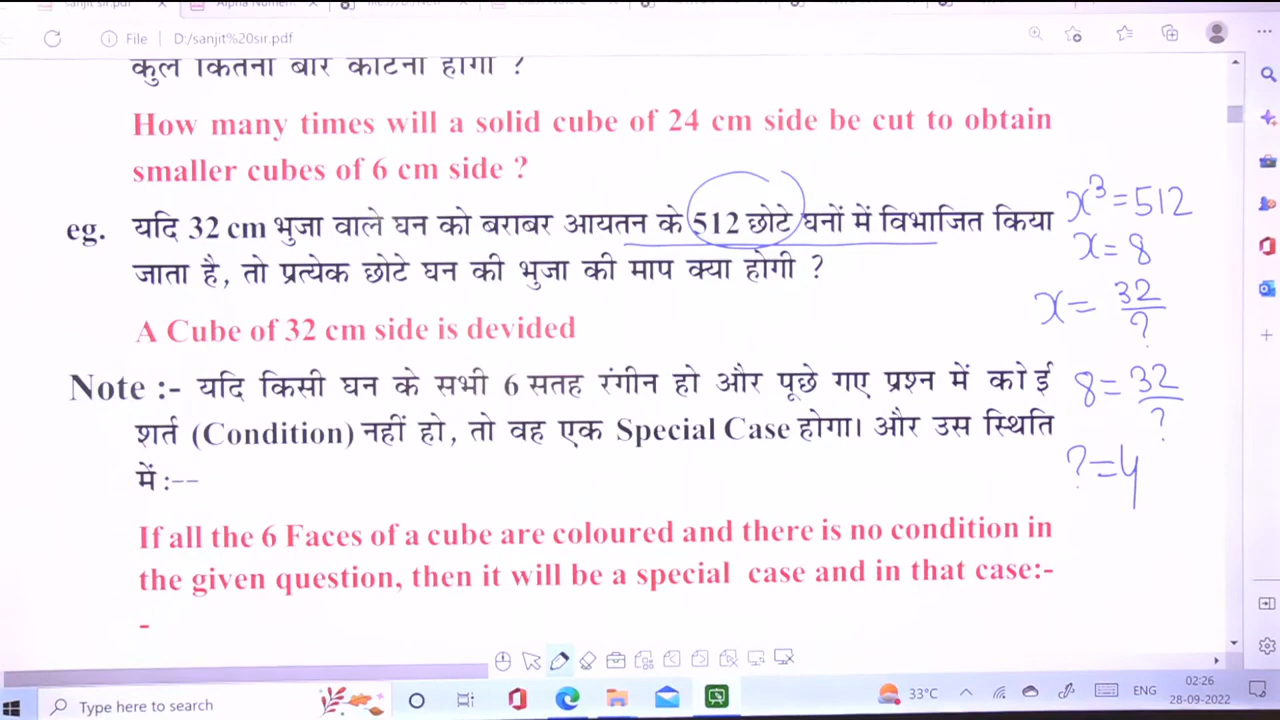 File
D:/sanjit%20sir.pdf
कुल कितनी बार काटना होगा ?
How many times will a solid cube of 24 cm side be cut to obtain
smaller cubes of 6 cm side ?
eg. यदि 32 cm भुजा वाले घन को बराबर आयतन के 512 छोटे घनों में विभाजित किया
जाता है, तो प्रत्येक छोटे घन की भुजा की माप क्या होगी ?
A Cube of 32 cm side is devided
x³ = 512
x = 8
x = 32/?
8 = 32/?
? = 4
Note :- यदि किसी घन के सभी 6 सतह रंगीन हो और पूछे गए प्रश्न में कोई
शर्त (Condition) नहीं हो, तो वह एक Special Case होगा। और उस स्थिति
में :--
If all the 6 Faces of a cube are coloured and there is no condition in
the given question, then it will be a special case and in that case:-
-
Type here to search
33°C
ENG
02:26
28-09-2022